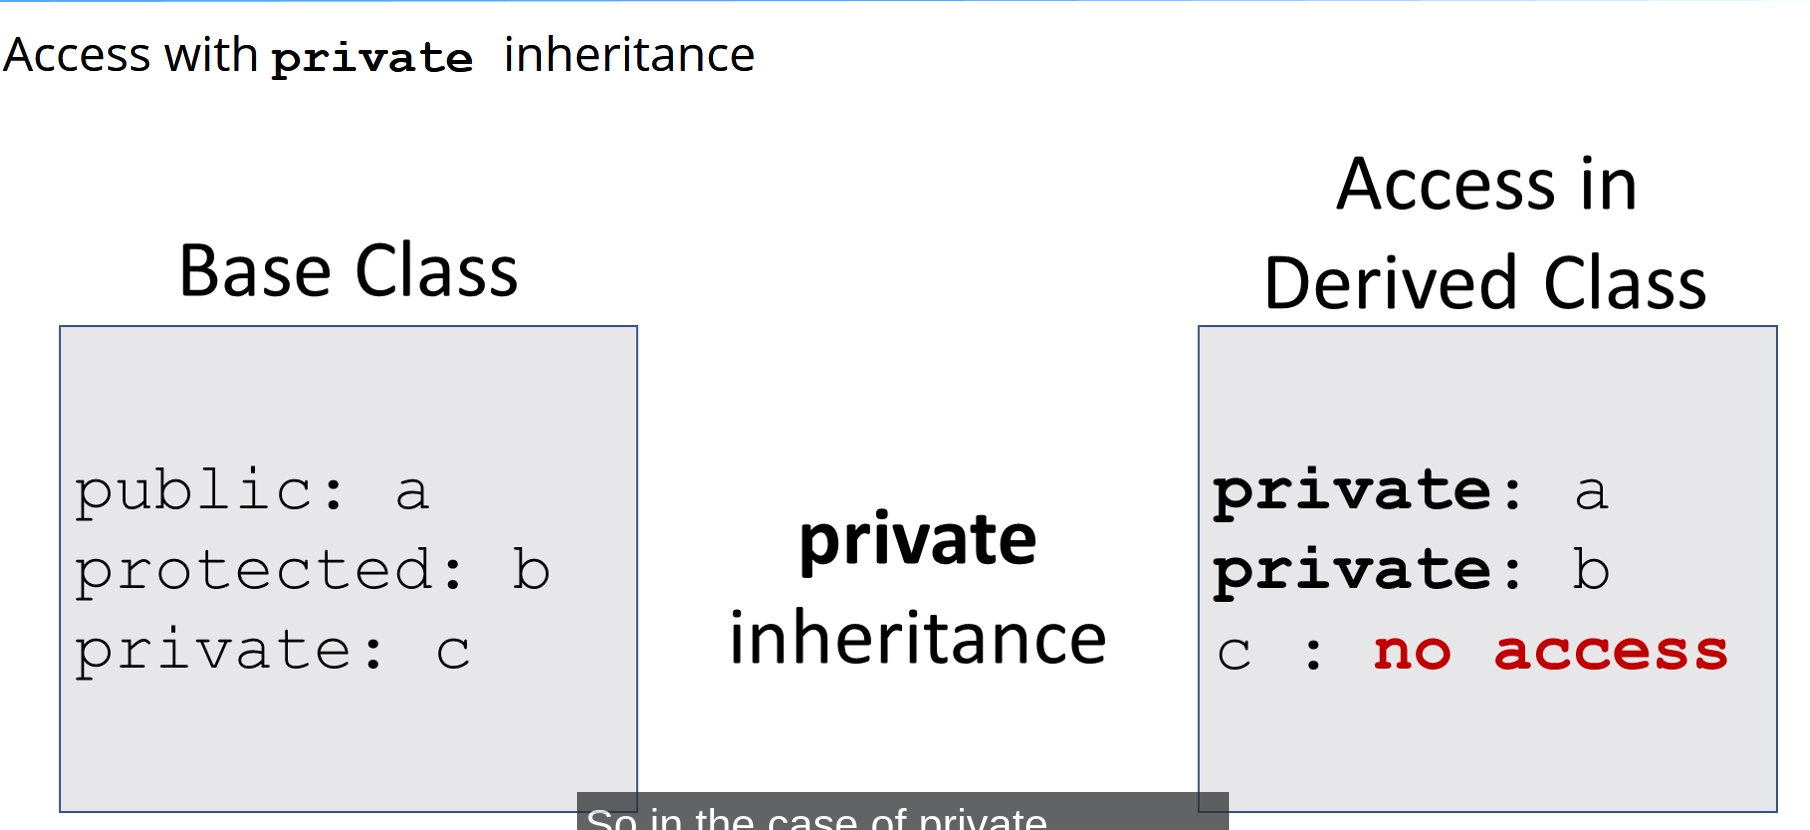 Access with private inheritance
Base Class
public: a
protected: b
private: c
private
inheritance
Access in
Derived Class
private: a
private: b
c : no access
So in the case of private